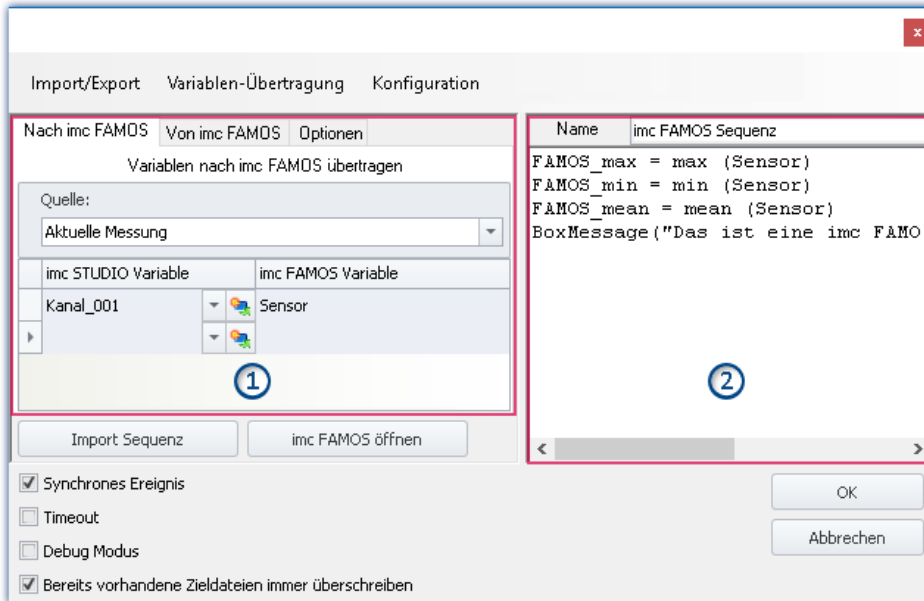 x
Import/Export Variablen-Übertragung Konfiguration
Nach imc FAMOS Von imc FAMOS Optionen
Variablen nach imc FAMOS übertragen
Quelle:
Aktuelle Messung
imc STUDIO Variable imc FAMOS Variable
Kanal_001 Sensor
1
Import Sequenz imc FAMOS öffnen
Name imc FAMOS Sequenz
FAMOS_max = max (Sensor)
FAMOS_min = min (Sensor)
FAMOS_mean = mean (Sensor)
BoxMessage("Das ist eine imc FAMO
2
Synchrones Ereignis
Timeout
Debug Modus
Bereits vorhandene Zieldateien immer überschreiben
OK
Abbrechen